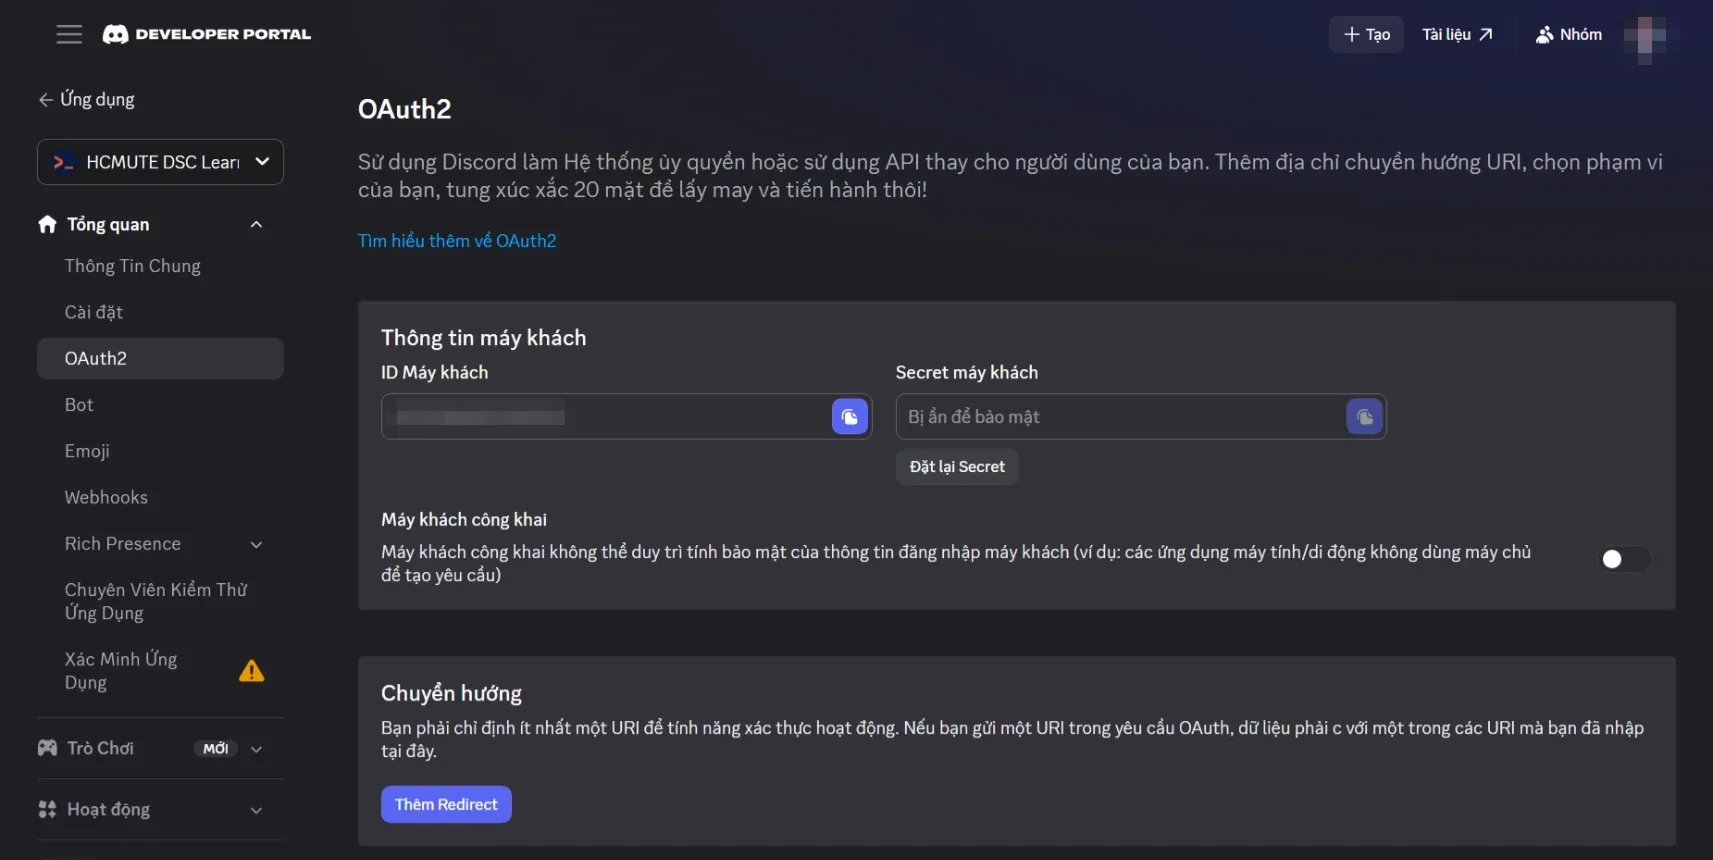 DEVELOPER PORTAL
Tạo
Tài liệu
Nhóm
Ứng dụng
HCMUTE DSC Lear
Tổng quan
Thông Tin Chung
Cài đặt
OAuth2
Bot
Emoji
Webhooks
Rich Presence
Chuyên Viên Kiểm Thử
Ứng Dụng
Xác Minh Ứng
Dụng
Trò Chơi
MỚI
Hoạt động
OAuth2
Sử dụng Discord làm Hệ thống ủy quyền hoặc sử dụng API thay cho người dùng của bạn. Thêm địa chỉ chuyển hướng URI, chọn phạm vi
của bạn, tung xúc xắc 20 mặt để lấy may và tiến hành thôi!
Tìm hiểu thêm về OAuth2
Thông tin máy khách
ID Máy khách
Secret máy khách
Bị ẩn để bảo mật
Đặt lại Secret
Máy khách công khai
Máy khách công khai không thể duy trì tính bảo mật của thông tin đăng nhập máy khách (ví dụ: các ứng dụng máy tính/di động không dùng máy chủ
để tạo yêu cầu)
Chuyển hướng
Bạn phải chỉ định ít nhất một URI để tính năng xác thực hoạt động. Nếu bạn gửi một URI trong yêu cầu OAuth, dữ liệu phải c với một trong các URI mà bạn đã nhập
tại đây.
Thêm Redirect